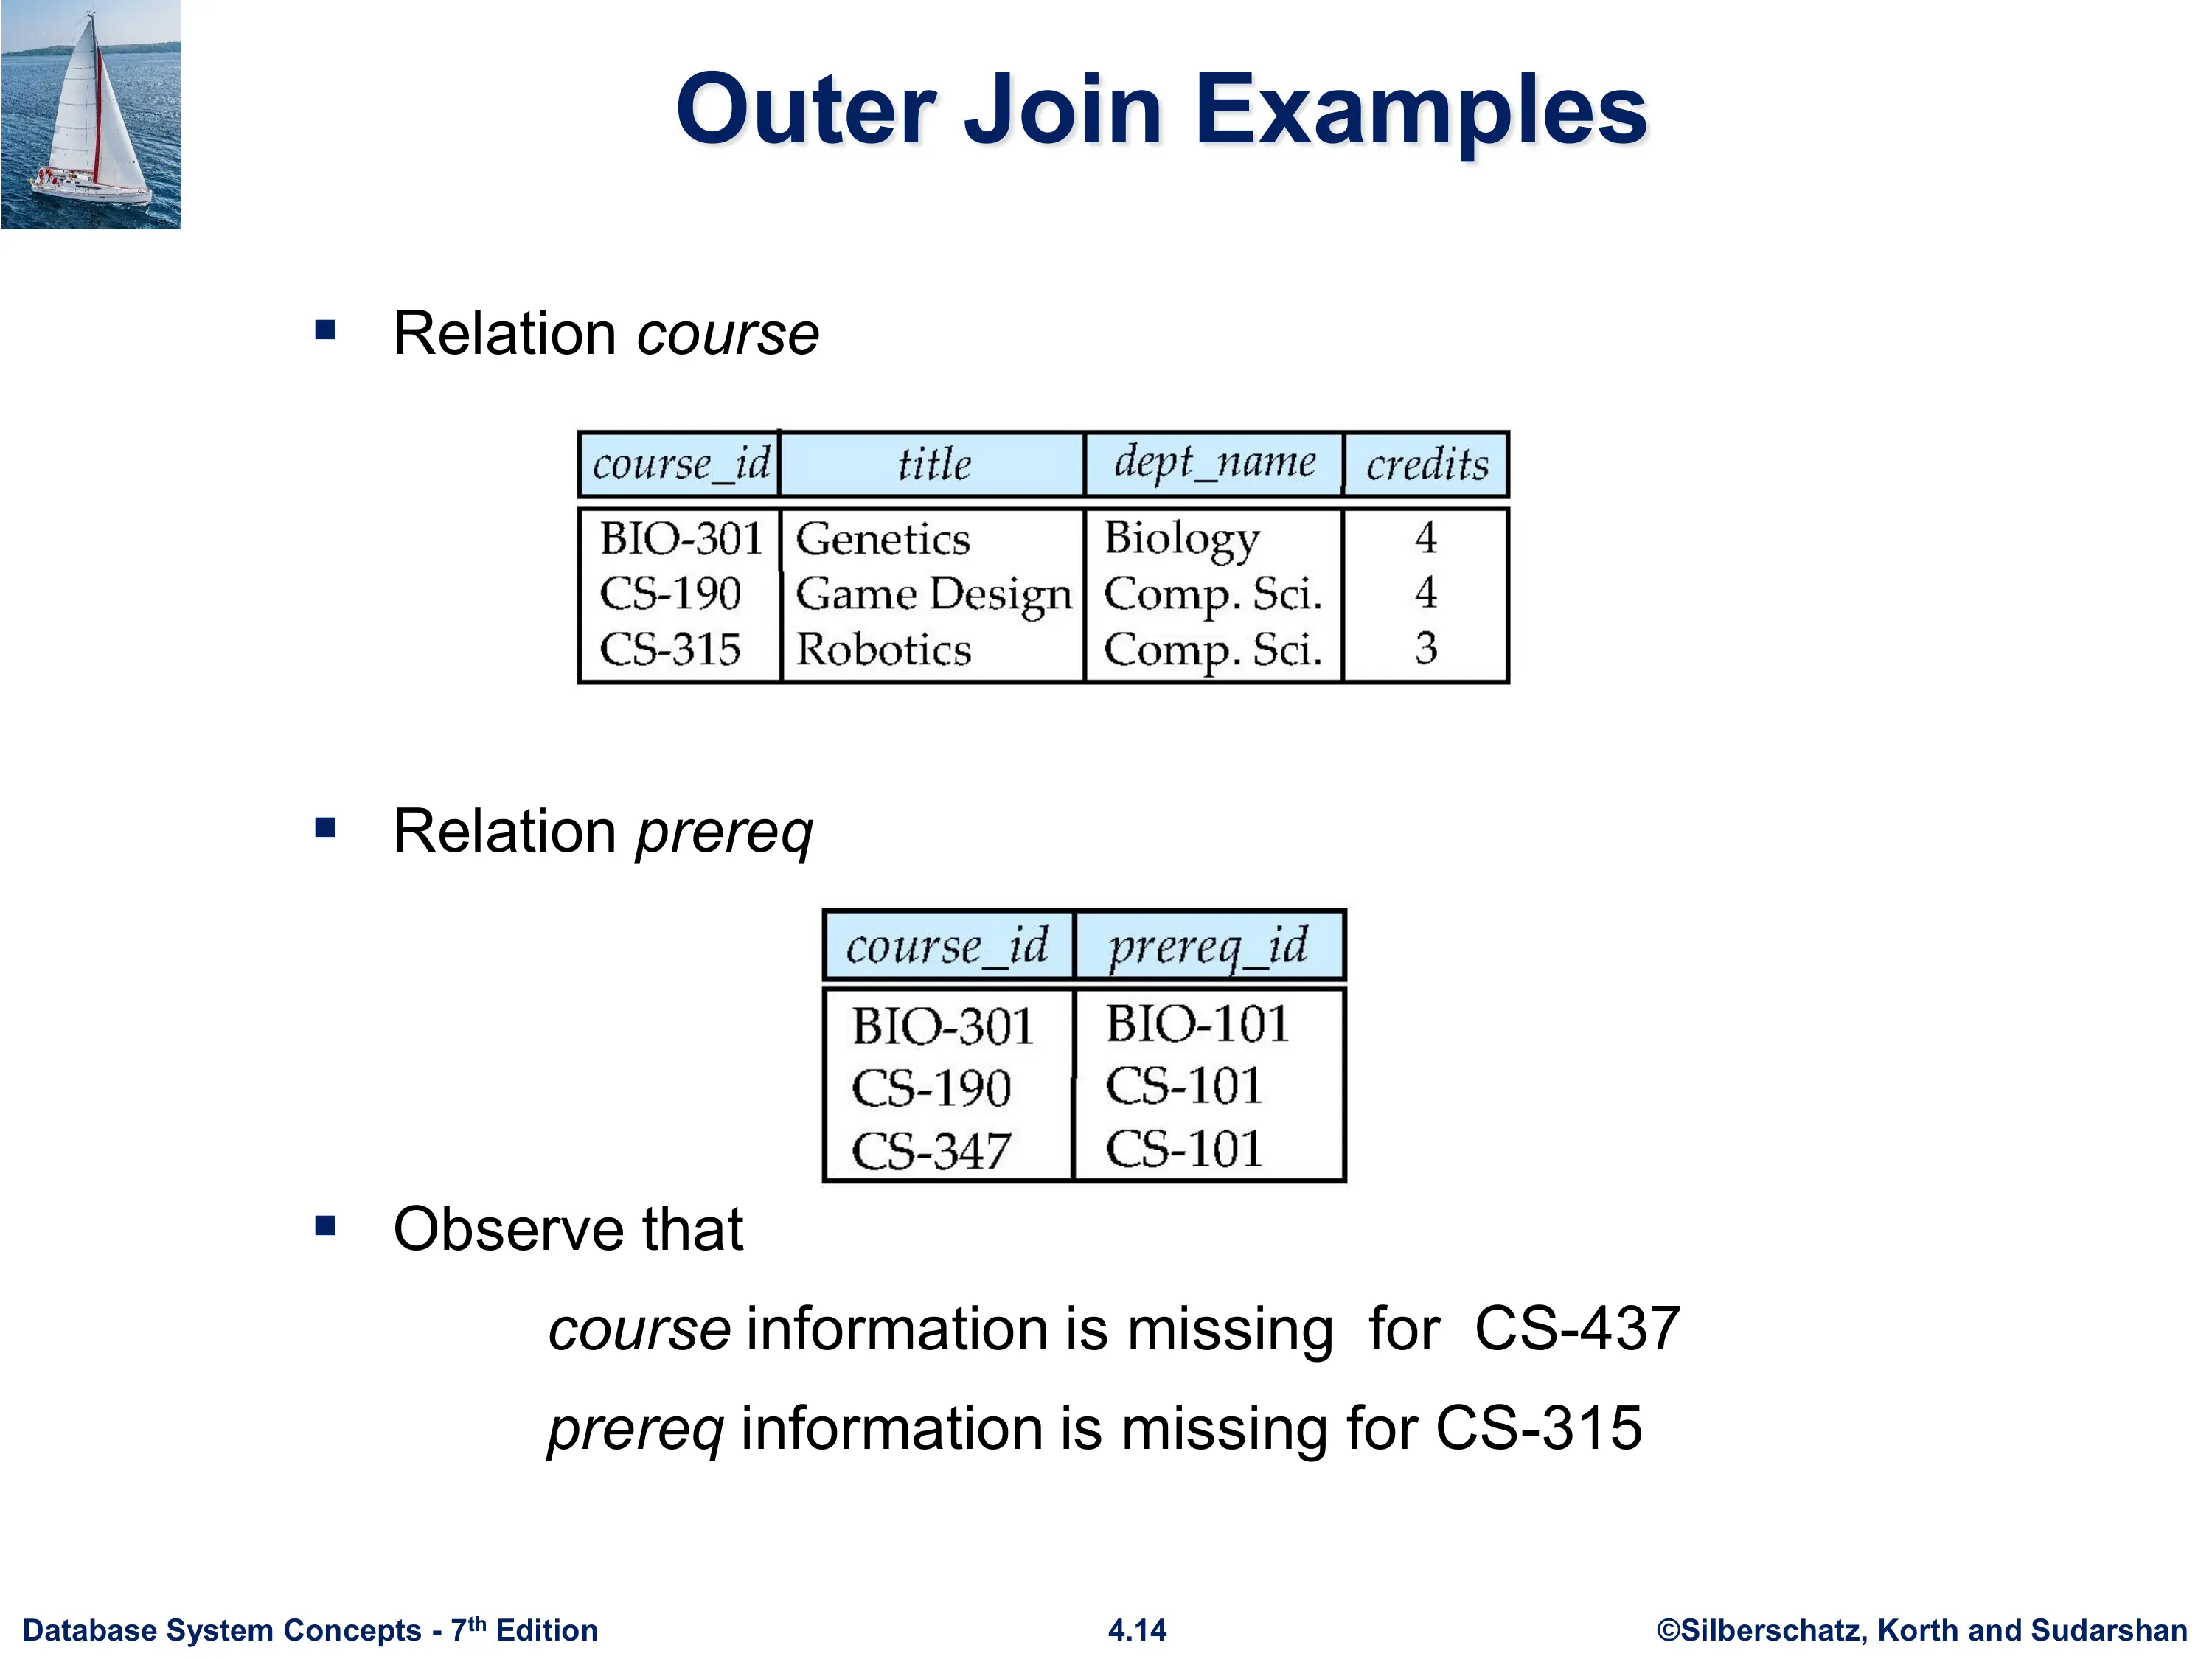 Outer Join Examples
▪ Relation course
course_id title dept_name credits
BIO-301 Genetics Biology 4
CS-190 Game Design Comp. Sci. 4
CS-315 Robotics Comp. Sci. 3
▪ Relation prereq
course_id prereq_id
BIO-301 BIO-101
CS-190 CS-101
CS-347 CS-101
▪ Observe that
course information is missing for CS-437
prereq information is missing for CS-315
Database System Concepts - 7th Edition 4.14 ©Silberschatz, Korth and Sudarshan